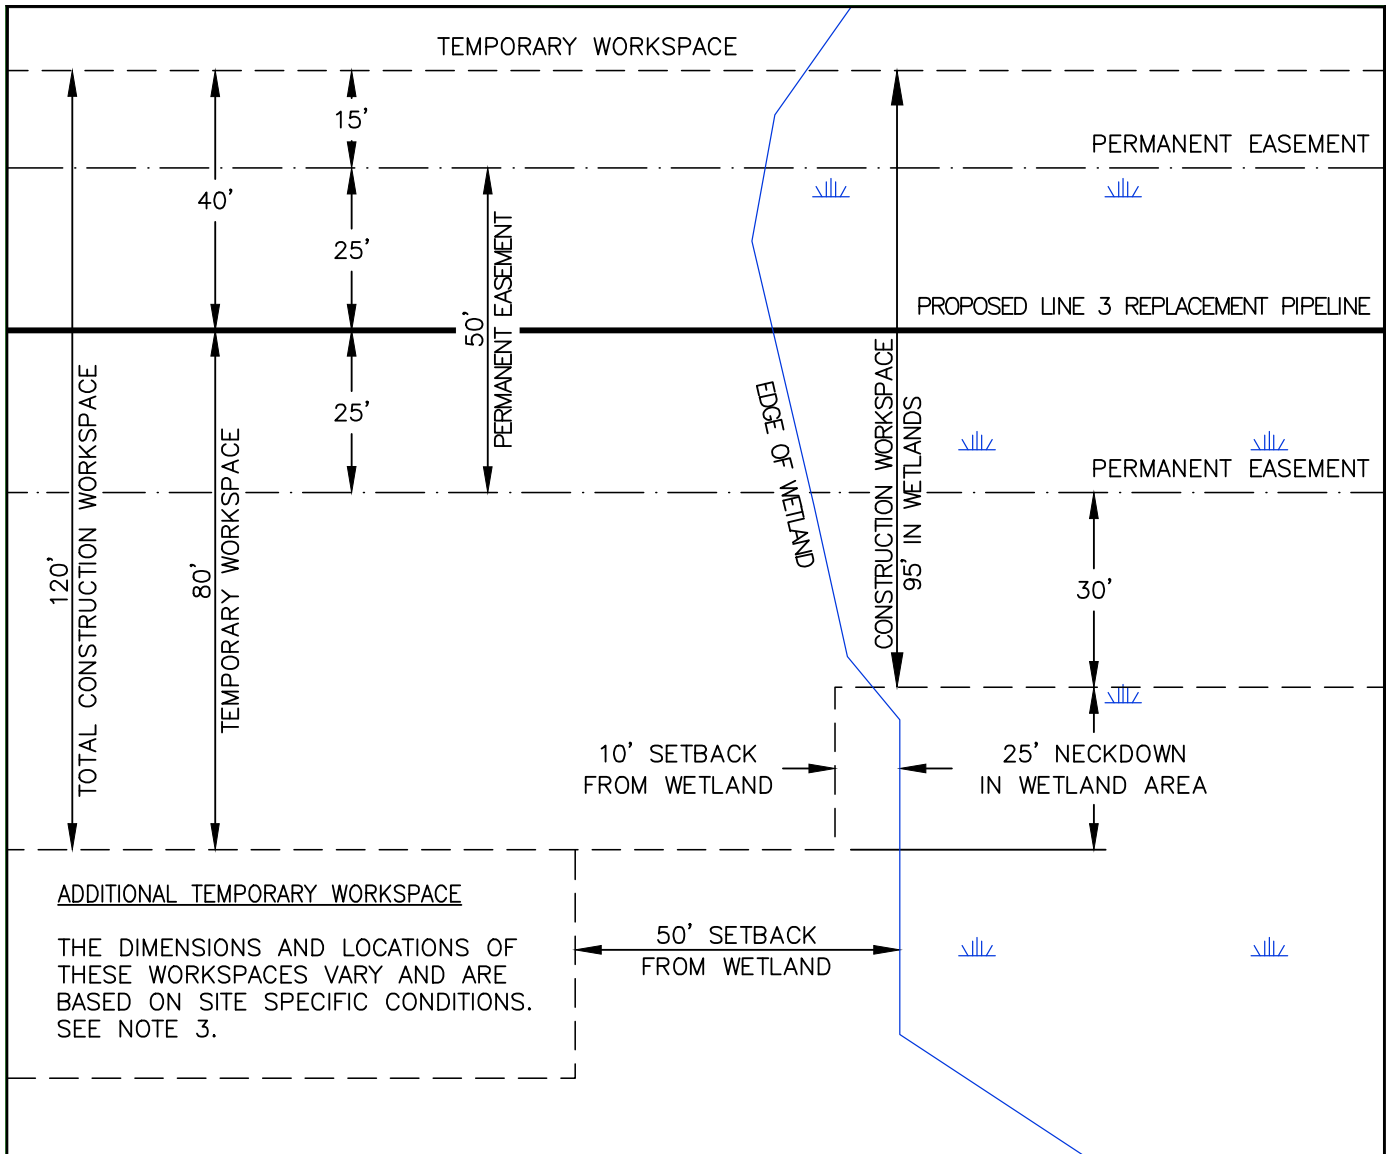 TEMPORARY WORKSPACE
15'
PERMANENT EASEMENT
40'
25'
PROPOSED LINE 3 REPLACEMENT PIPELINE
50'
PERMANENT EASEMENT
25'
EDGE OF WETLAND
CONSTRUCTION WORKSPACE
95' IN WETLANDS
PERMANENT EASEMENT
120'
TOTAL CONSTRUCTION WORKSPACE
80'
TEMPORARY WORKSPACE
30'
10' SETBACK
FROM WETLAND
25' NECKDOWN
IN WETLAND AREA
ADDITIONAL TEMPORARY WORKSPACE
THE DIMENSIONS AND LOCATIONS OF
THESE WORKSPACES VARY AND ARE
BASED ON SITE SPECIFIC CONDITIONS.
SEE NOTE 3.
50' SETBACK
FROM WETLAND